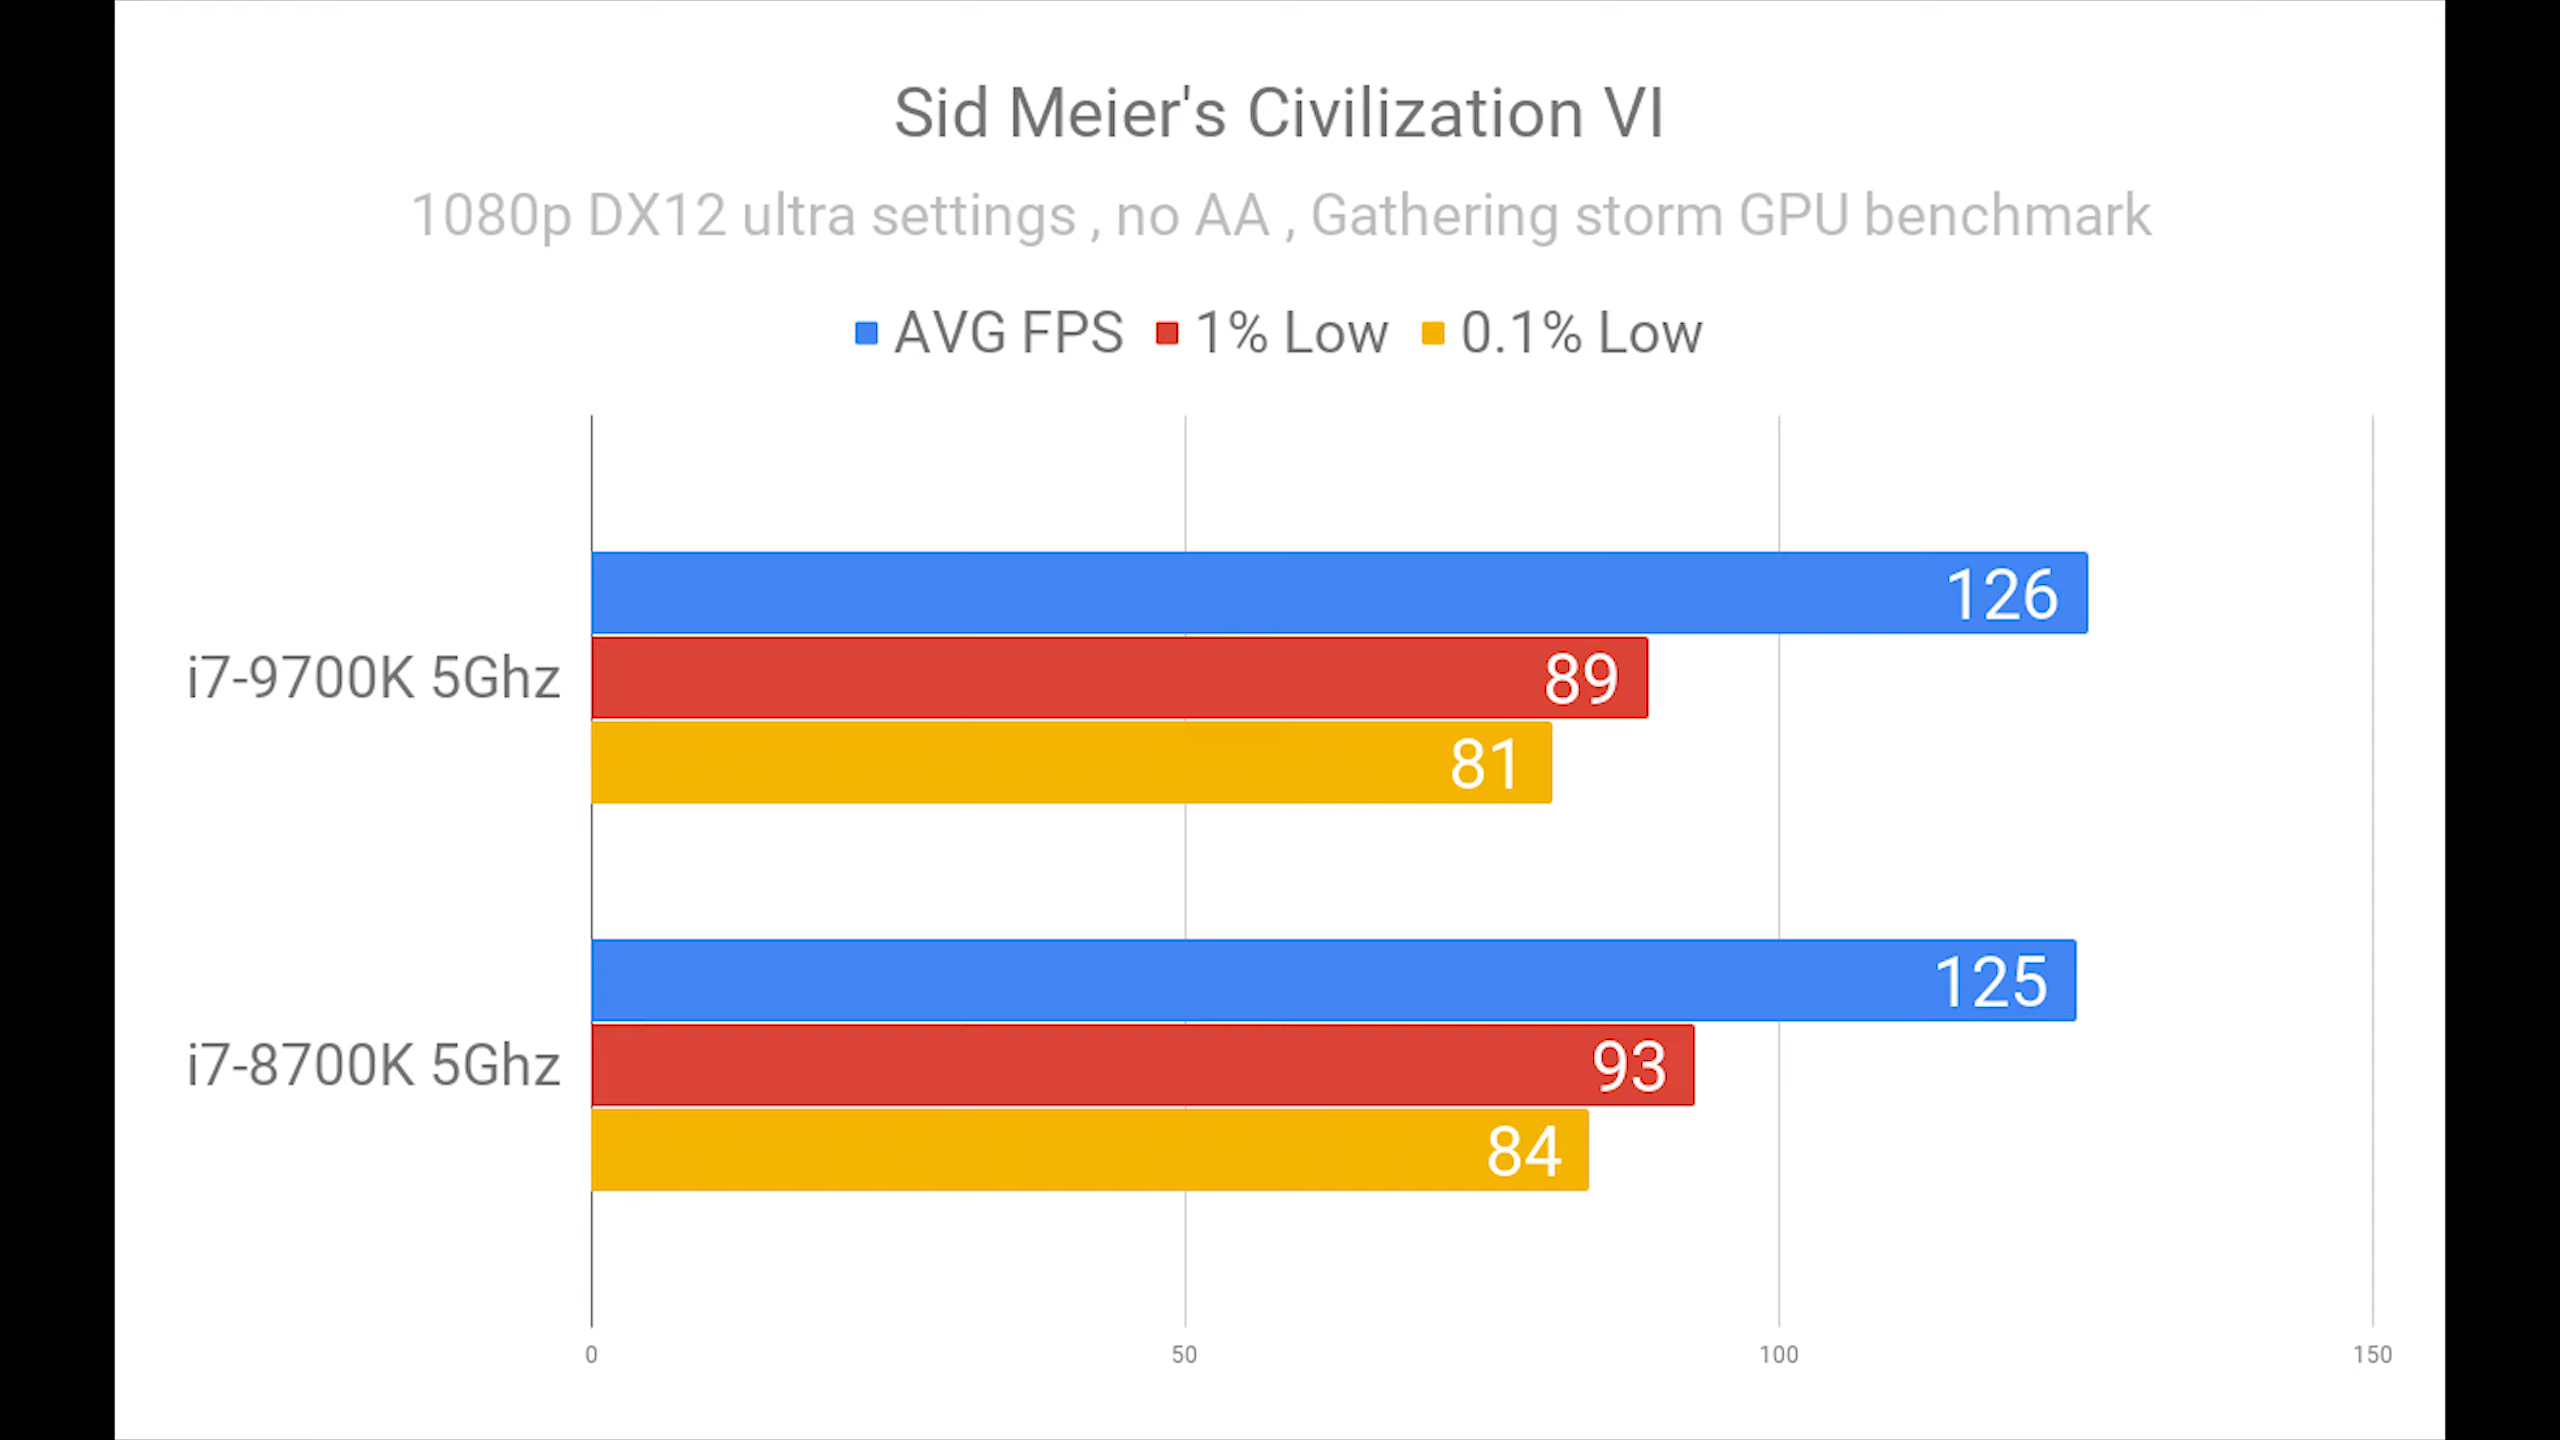 Sid Meier's Civilization VI
1080p DX12 ultra settings , no AA , Gathering storm GPU benchmark
AVG FPS 1% Low 0.1% Low
126
i7-9700K 5Ghz 89
81
125
i7-8700K 5Ghz 93
84
0 50 100 150